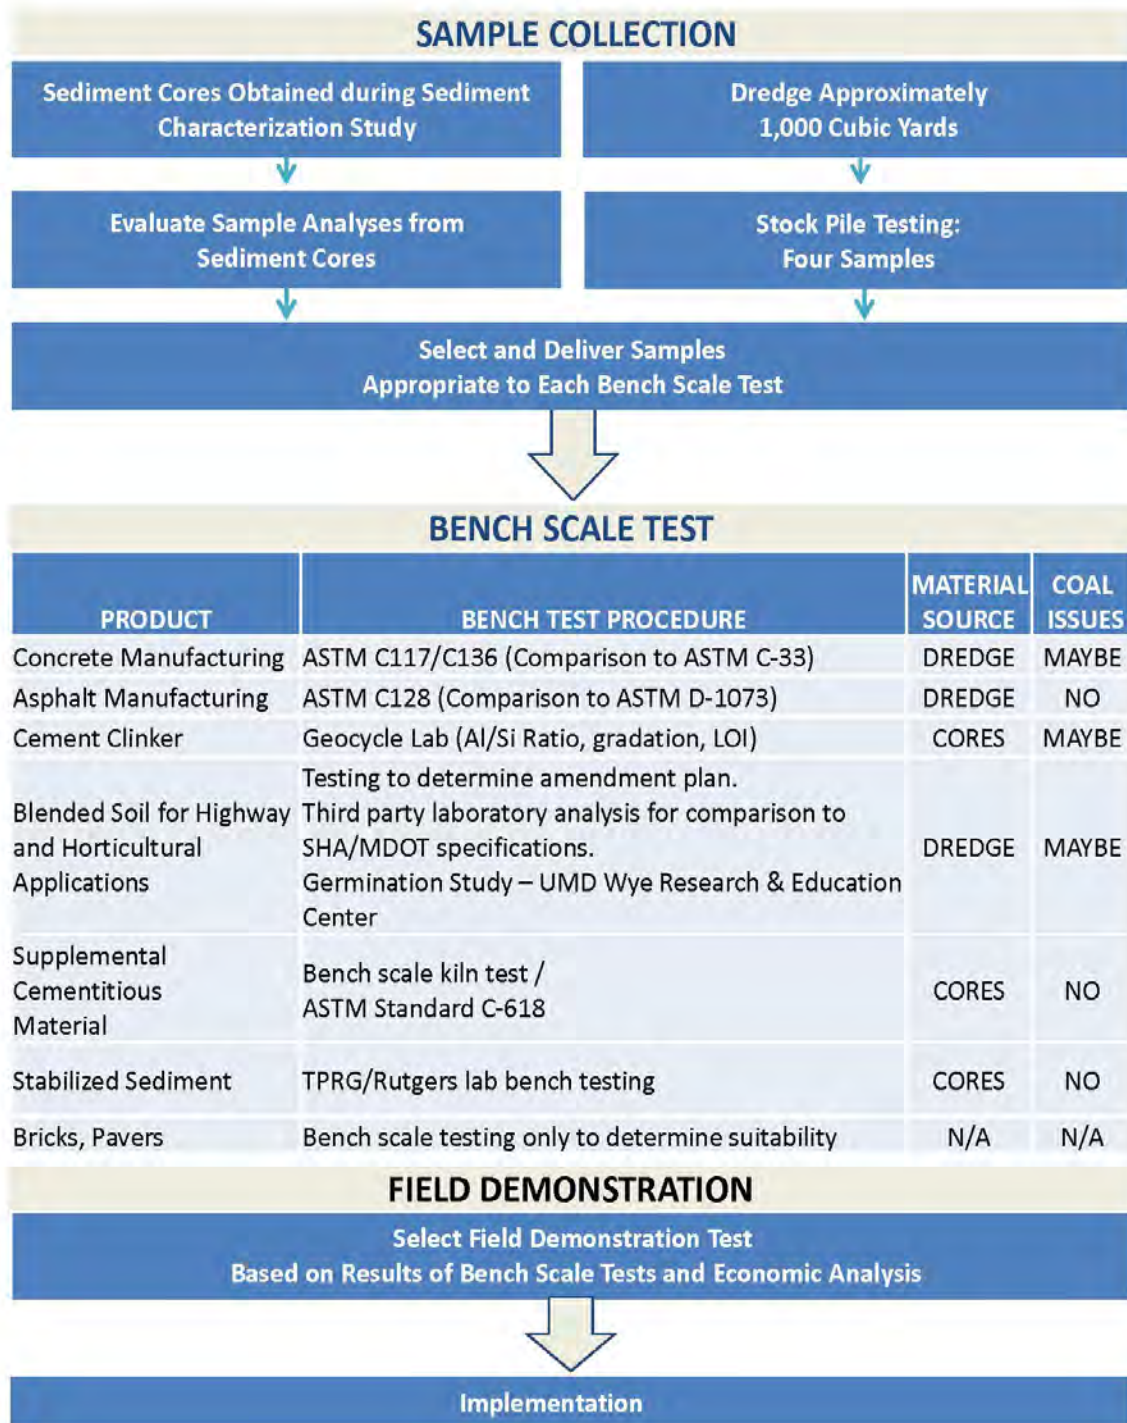 SAMPLE COLLECTION
Sediment Cores Obtained during Sediment
Characterization Study
Dredge Approximately
1,000 Cubic Yards
Evaluate Sample Analyses from
Sediment Cores
Stock Pile Testing:
Four Samples
Select and Deliver Samples
Appropriate to Each Bench Scale Test
BENCH SCALE TEST
PRODUCT BENCH TEST PROCEDURE MATERIAL SOURCE COAL ISSUES
Concrete Manufacturing ASTM C117/C136 (Comparison to ASTM C-33) DREDGE MAYBE
Asphalt Manufacturing ASTM C128 (Comparison to ASTM D-1073) DREDGE NO
Cement Clinker Geocycle Lab (Al/Si Ratio, gradation, LOI) CORES MAYBE
Blended Soil for Highway
and Horticultural
Applications
Testing to determine amendment plan.
Third party laboratory analysis for comparison to
SHA/MDOT specifications.
Germination Study – UMD Wye Research & Education
Center
DREDGE MAYBE
Supplemental
Cementitious
Material
Bench scale kiln test /
ASTM Standard C-618
CORES NO
Stabilized Sediment TPRG/Rutgers lab bench testing CORES NO
Bricks, Pavers Bench scale testing only to determine suitability N/A N/A
FIELD DEMONSTRATION
Select Field Demonstration Test
Based on Results of Bench Scale Tests and Economic Analysis
Implementation